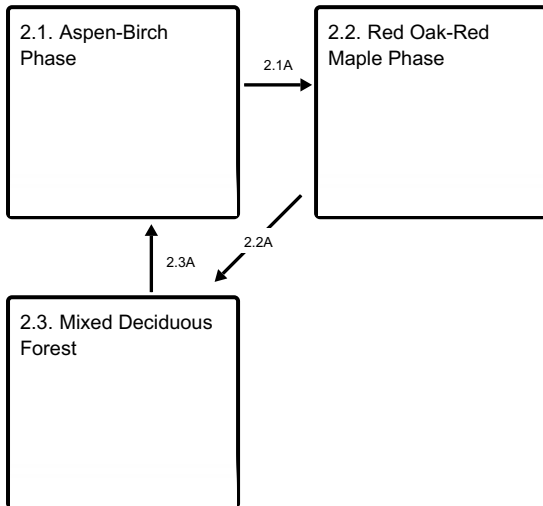 2.1. Aspen-Birch
Phase
2.1A
2.2. Red Oak-Red
Maple Phase
2.2A
2.3A
2.3. Mixed Deciduous
Forest